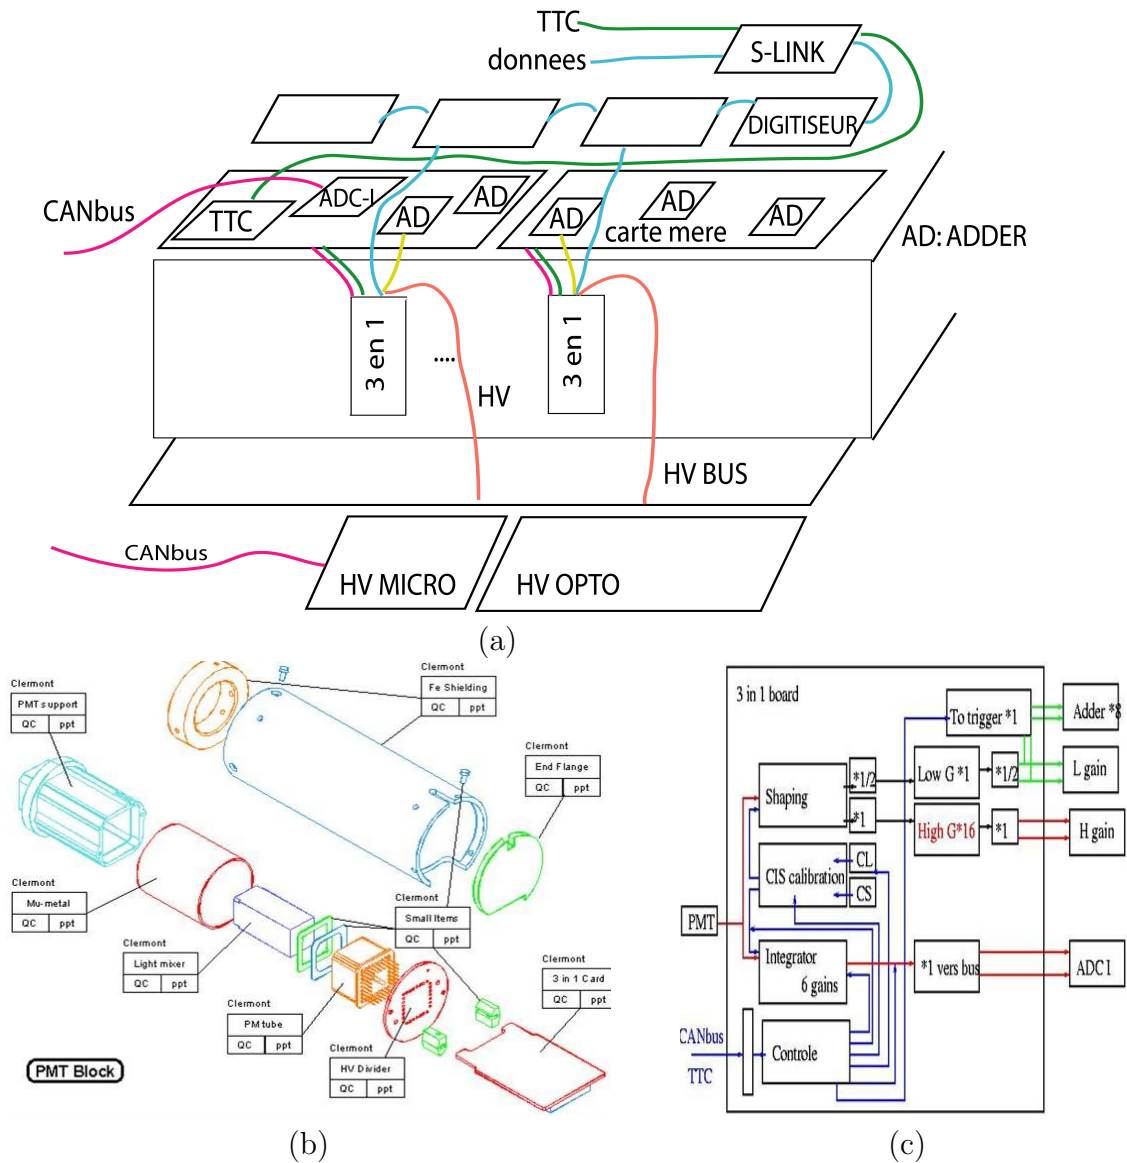 TTC
donnees
S-LINK
DIGITISEUR
CANbus
TTC
ADC-I
AD
AD
AD
AD
AD
carte mere
AD: ADDER
3 en 1
....
3 en 1
HV
HV BUS
CANbus
HV MICRO
HV OPTO
(a)
Clermont
PMT support
QC ppt
Clermont
Fe Shielding
QC ppt
Clermont
End Flange
QC ppt
Clermont
Mu-metal
QC ppt
Clermont
Small Items
QC ppt
Clermont
Light mixer
QC ppt
Clermont
3 in 1 Card
QC ppt
Clermont
PM tube
QC ppt
Clermont
HV Divider
QC ppt
PMT Block
(b)
3 in 1 board
To trigger *1
Adder *8
Shaping
*1/2
Low G *1
*1/2
L gain
*1
High G*16
*1
H gain
CIS calibration
CL
CS
PMT
Integrator
6 gains
*1 vers bus
ADC I
CANbus
TTC
Controle
(c)